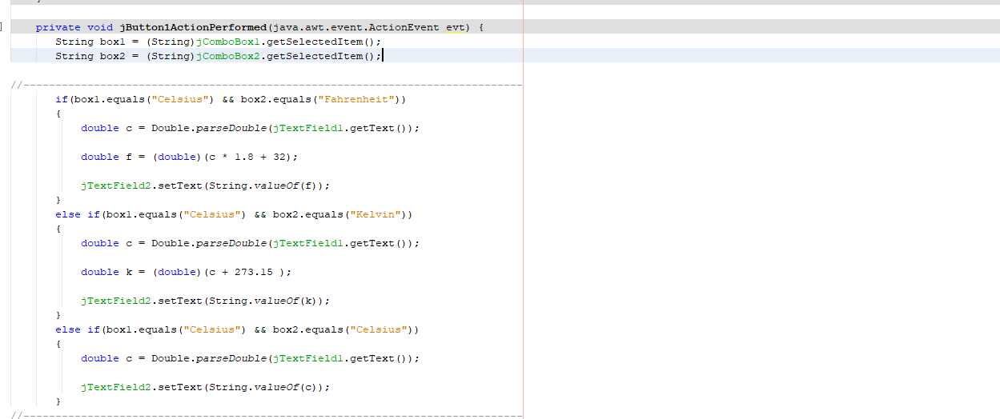 private void jButton1ActionPerformed(java.awt.event.ActionEvent evt) {
String box1 = (String)jComboBox1.getSelectedItem();
String box2 = (String)jComboBox2.getSelectedItem();
//------------------------------------------------------------------------------
if(box1.equals("Celsius") && box2.equals("Fahrenheit"))
{
double c = Double.parseDouble(jTextField1.getText());
double f = (double)(c * 1.8 + 32);
jTextField2.setText(String.valueOf(f));
}
else if(box1.equals("Celsius") && box2.equals("Kelvin"))
{
double c = Double.parseDouble(jTextField1.getText());
double k = (double)(c + 273.15 );
jTextField2.setText(String.valueOf(k));
}
else if(box1.equals("Celsius") && box2.equals("Celsius"))
{
double c = Double.parseDouble(jTextField1.getText());
jTextField2.setText(String.valueOf(c));
}
//------------------------------------------------------------------------------